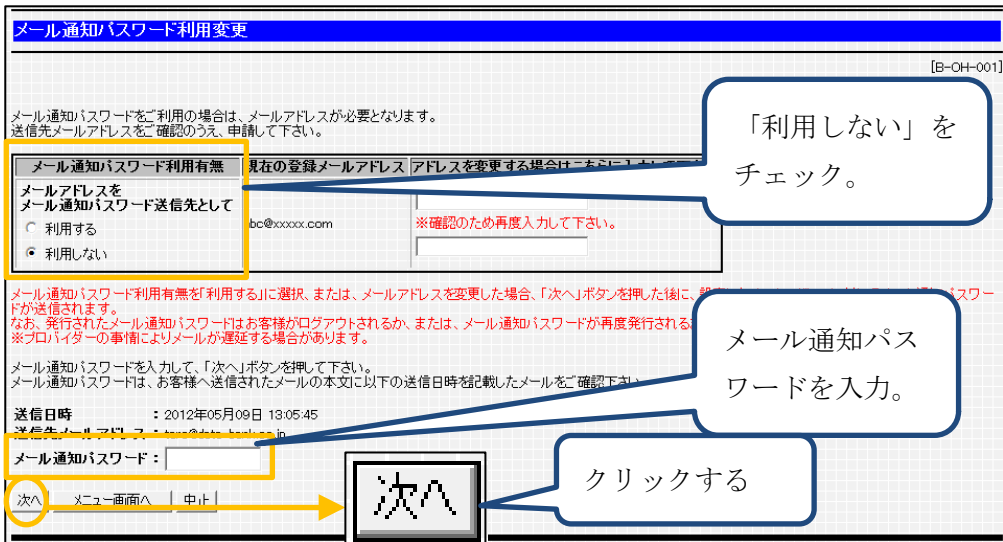 メール通知パスワード利用変更
[B-OH-001]
メール通知パスワードをご利用の場合は、メールアドレスが必要となります。
送信先メールアドレスをご確認のうえ、申請して下さい。
「利用しない」を
チェック。
メール通知パスワード利用有無 現在の登録メールアドレス アドレスを変更する場合はこちらに入力して下さ
メールアドレスを
メール通知パスワード送信先として
利用する
利用しない
bc@xxxxx.com
※確認のため再度入力して下さい。
メール通知パスワード利用有無を「利用する」に選択、または、メールアドレスを変更した場合、「次へ」ボタンを押した後に、
パスワー
ドが送信されます。
なお、発行されたメール通知パスワードはお客様がログアウトされるか、または、メール通知パスワードが再度発行される
※プロバイダーの事情によりメールが遅延する場合があります。
メール通知パス
ワードを入力。
メール通知パスワードを入力して、「次へ」ボタンを押して下さい。
メール通知パスワードは、お客様へ送信されたメールの本文に以下の送信日時を記載したメールをご確認下さい
送信日時 :2012年05月09日 13:05:45
送信先メールアドレス:
メール通知パスワード:
クリックする
次へ メニュー画面へ 中止
次へ